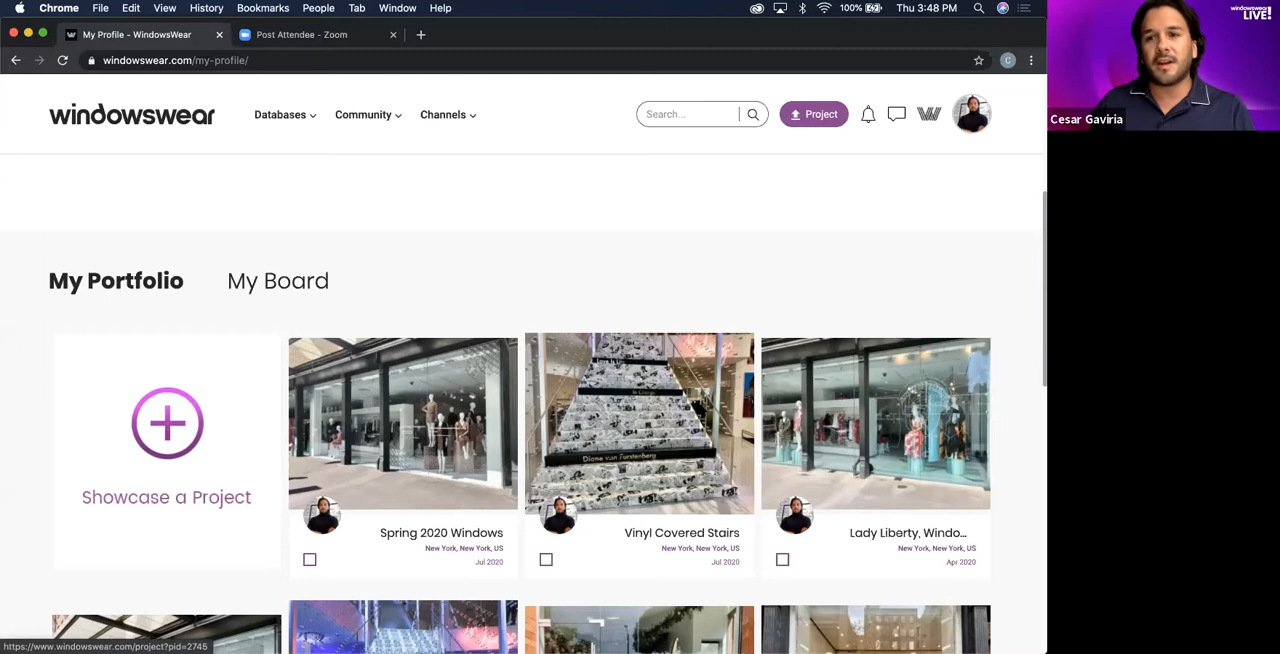 Chrome File Edit View History Bookmarks People Tab Window Help 100% Thu 3:48 PM
My Profile - WindowsWear Post Attendee - Zoom
windowswear.com/my-profile/ C
windowswear LIVE!
Cesar Gaviria
windowswear Databases Community Channels Search... Project
My Portfolio My Board
Showcase a Project
Diane von Furstenberg
Spring 2020 Windows
New York, New York, US
Jul 2020
Vinyl Covered Stairs
New York, New York, US
Jul 2020
Lady Liberty, Windo...
New York, New York, US
Apr 2020
https://www.windowswear.com/project?pid=2745